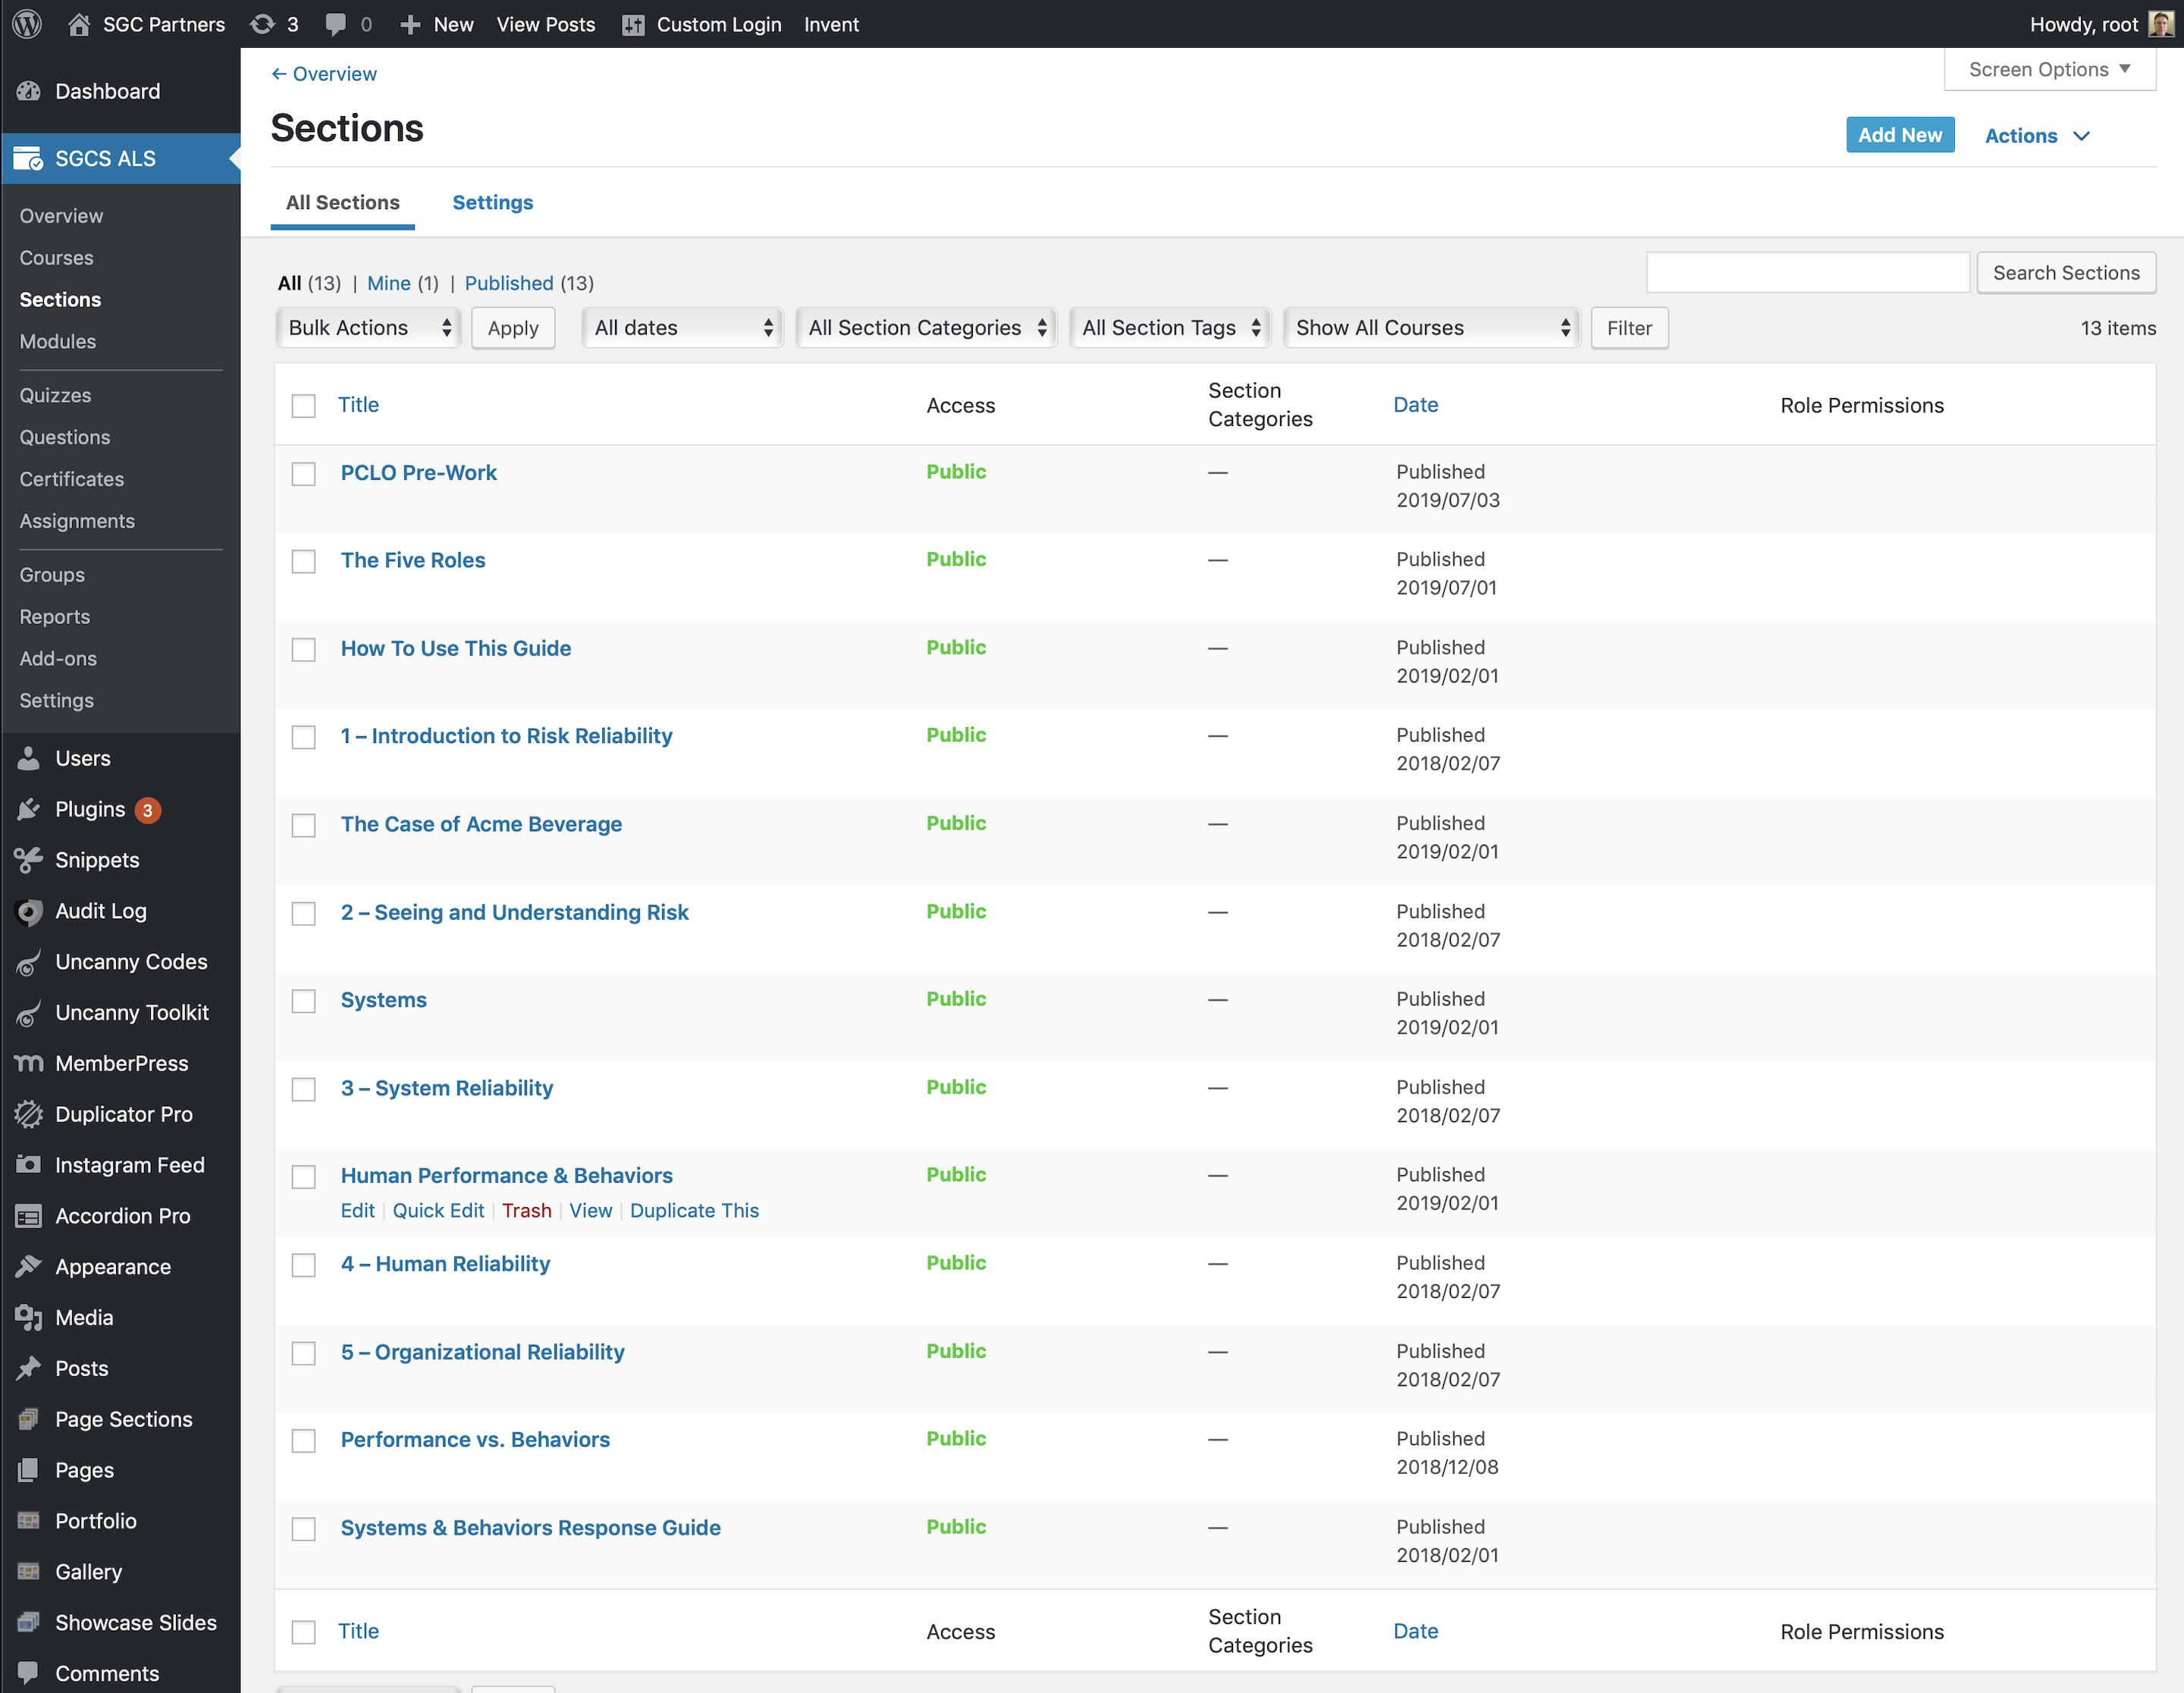 SGC Partners 3 0 New View Posts Custom Login Invent Howdy, root
Dashboard
SGCS ALS
Overview
Courses
Sections
Modules
Quizzes
Questions
Certificates
Assignments
Groups
Reports
Add-ons
Settings
Users
Plugins 3
Snippets
Audit Log
Uncanny Codes
Uncanny Toolkit
MemberPress
Duplicator Pro
Instagram Feed
Accordion Pro
Appearance
Media
Posts
Page Sections
Pages
Portfolio
Gallery
Showcase Slides
Comments
← Overview
Screen Options ▼
Sections
Add New Actions
All Sections Settings
All (13) | Mine (1) | Published (13)
Search Sections
Bulk Actions Apply All dates All Section Categories All Section Tags Show All Courses Filter 13 items
Title Access Section Categories Date Role Permissions
PCLO Pre-Work Public — Published
2019/07/03
The Five Roles Public — Published
2019/07/01
How To Use This Guide Public — Published
2019/02/01
1 – Introduction to Risk Reliability Public — Published
2018/02/07
The Case of Acme Beverage Public — Published
2019/02/01
2 – Seeing and Understanding Risk Public — Published
2018/02/07
Systems Public — Published
2019/02/01
3 – System Reliability Public — Published
2018/02/07
Human Performance & Behaviors Public — Published
Edit | Quick Edit | Trash | View | Duplicate This 2019/02/01
4 – Human Reliability Public — Published
2018/02/07
5 – Organizational Reliability Public — Published
2018/02/07
Performance vs. Behaviors Public — Published
2018/12/08
Systems & Behaviors Response Guide Public — Published
2018/02/01
Title Access Section Categories Date Role Permissions